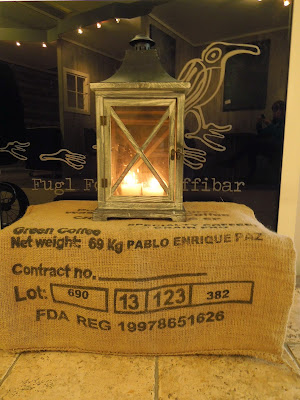 Fugl F ffibar
Green Coffee
Net weight: 69 Kg PABLO ENRIQUE PAZ
Contract no.
Lot: 690 13 123 382
FDA REG 19978651626